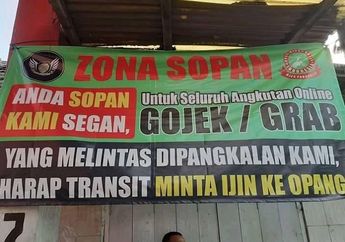 ZONA SOPAN
ANDA SOPAN
KAMI SEGAN,
Untuk Seluruh Angkutan Online
GOJEK / GRAB
YANG MELINTAS DIPANGKALAN KAMI,
HARAP TRANSIT MINTA IJIN KE OPANG